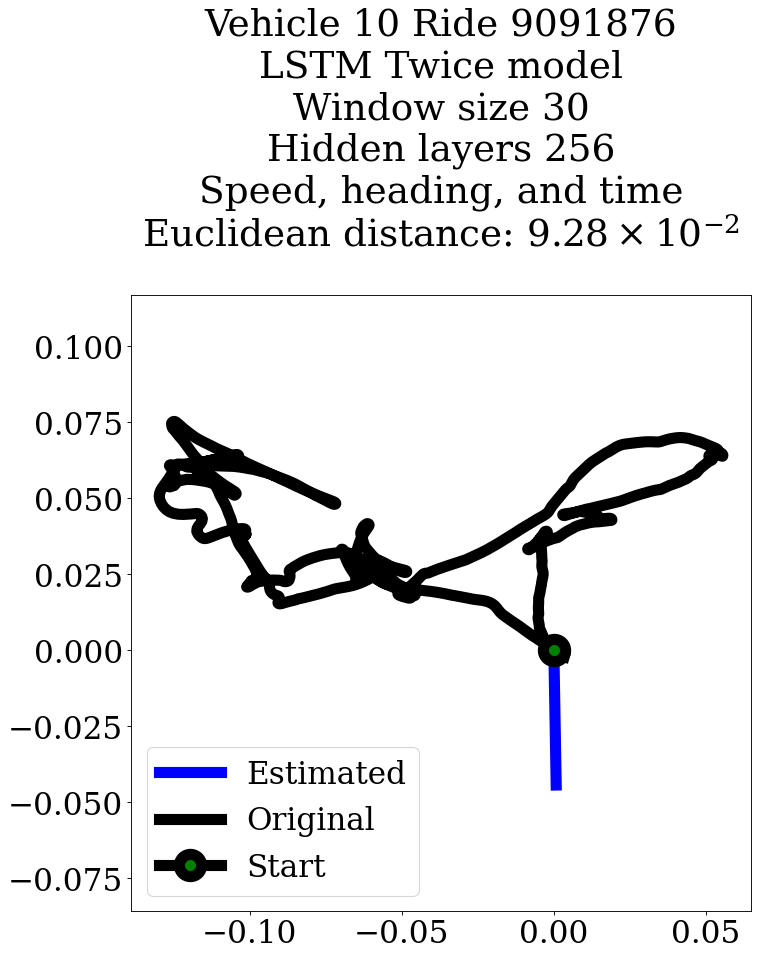 Vehicle 10 Ride 9091876
LSTM Twice model
Window size 30
Hidden layers 256
Speed, heading, and time
Euclidean distance: 9.28 × 10⁻²
0.100
0.075
0.050
0.025
0.000
−0.025
−0.050
−0.075
Estimated
Original
Start
−0.10
−0.05
0.00
0.05